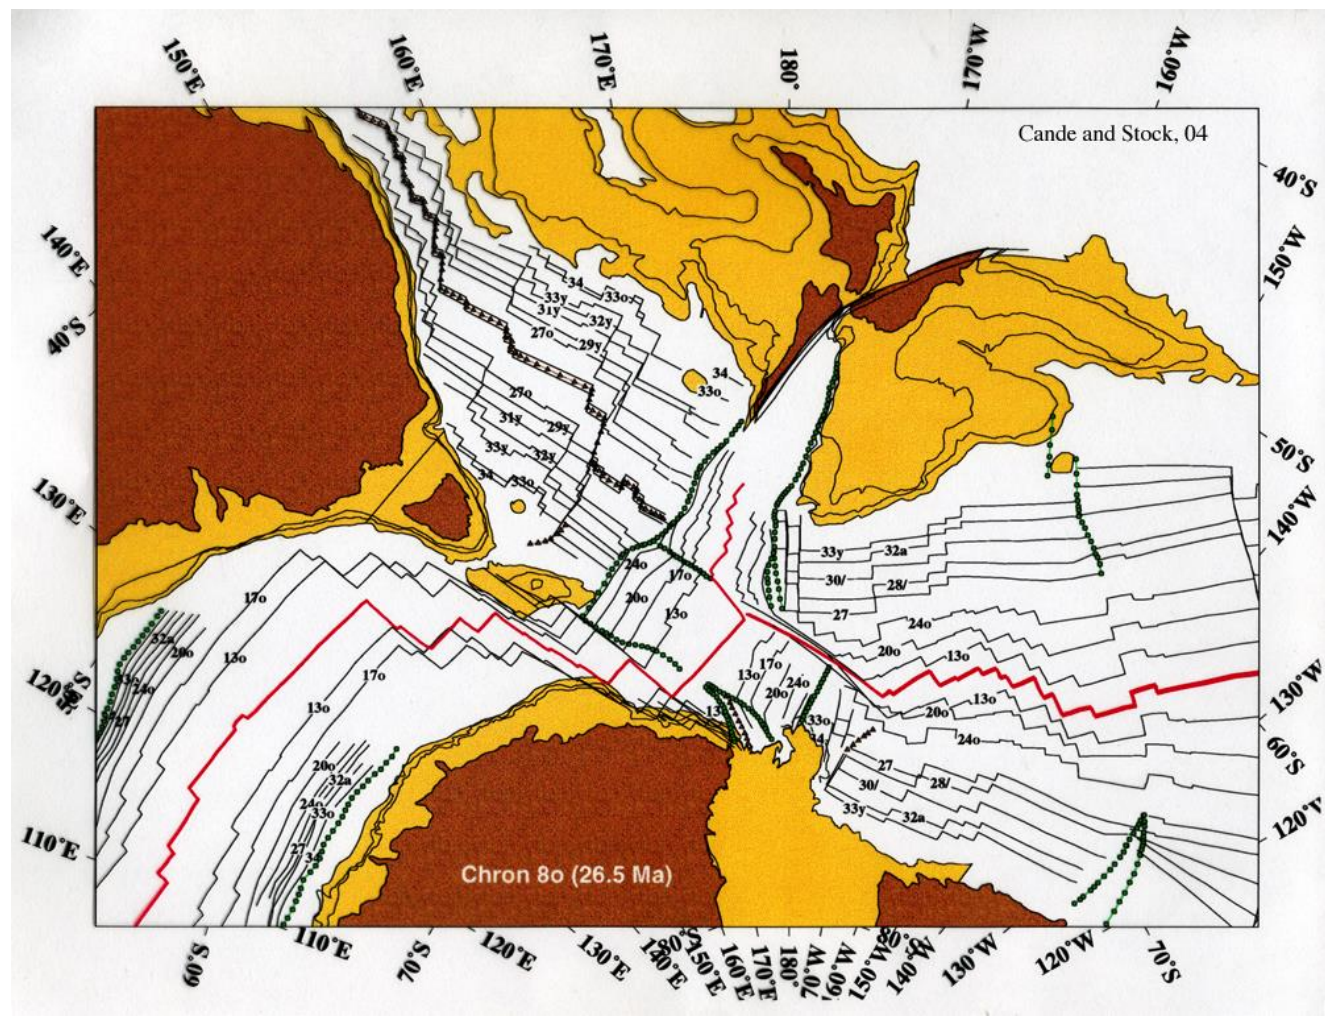 150°E
160°E
170°E
180°
170°W
160°W
Cande and Stock, 04
40°S
140°E
150°W
40°S
34
33y
33o
31y
32y
27o
29y
34
33o
27o
31y
29y
50°S
33y
32y
34
33o
130°E
140°W
33y
32a
24o
17o
30/
28/
20o
17o
13o
27
24o
32a
20o
20o
13o
13o
17o
13o
17o
24o
20o
130°W
120°E
24o
27
13o
13o
20o
13
33o
34
24o
60°S
20o
32a
27
28/
30/
24o
33o
33y
32a
120°W
110°E
27
34
Chron 8o (26.5 Ma)
60°S
110°E
70°S
120°E
130°E
140°E
80°S
150°E
160°E
170°E
180°
70°W
160°W
150°W
80°S
140°W
130°W
120°W
70°S